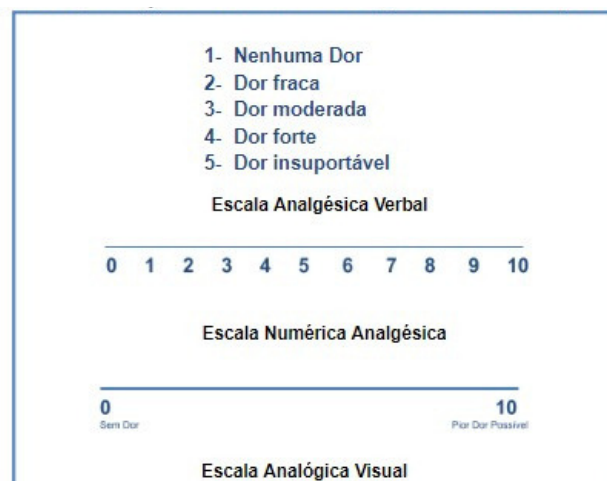 1- Nenhuma Dor
2- Dor fraca
3- Dor moderada
4- Dor forte
5- Dor insuportável
Escala Analgésica Verbal
0 1 2 3 4 5 6 7 8 9 10
Escala Numérica Analgésica
0 10
Sem Dor Pior Dor Possível
Escala Analógica Visual